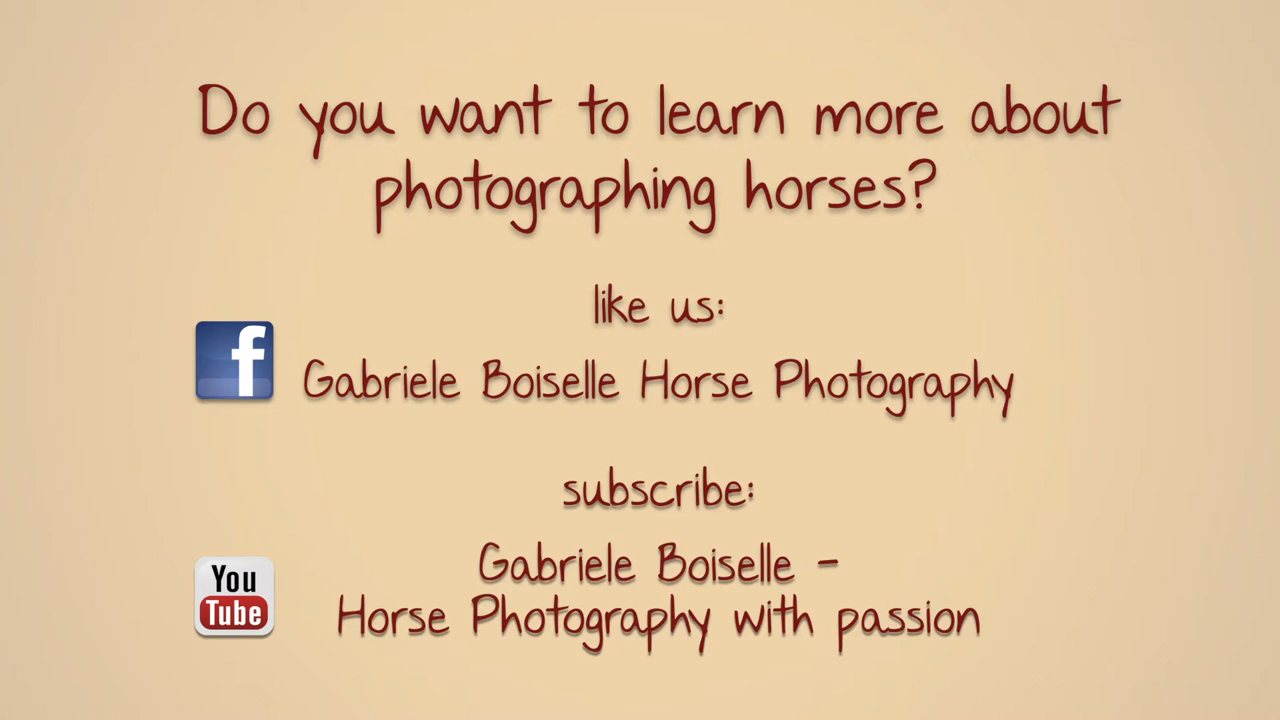 Do you want to learn more about
photographing horses?
like us:
f
Gabriele Boiselle Horse Photography
subscribe:
Gabriele Boiselle -
You
Tube
Horse Photography with passion